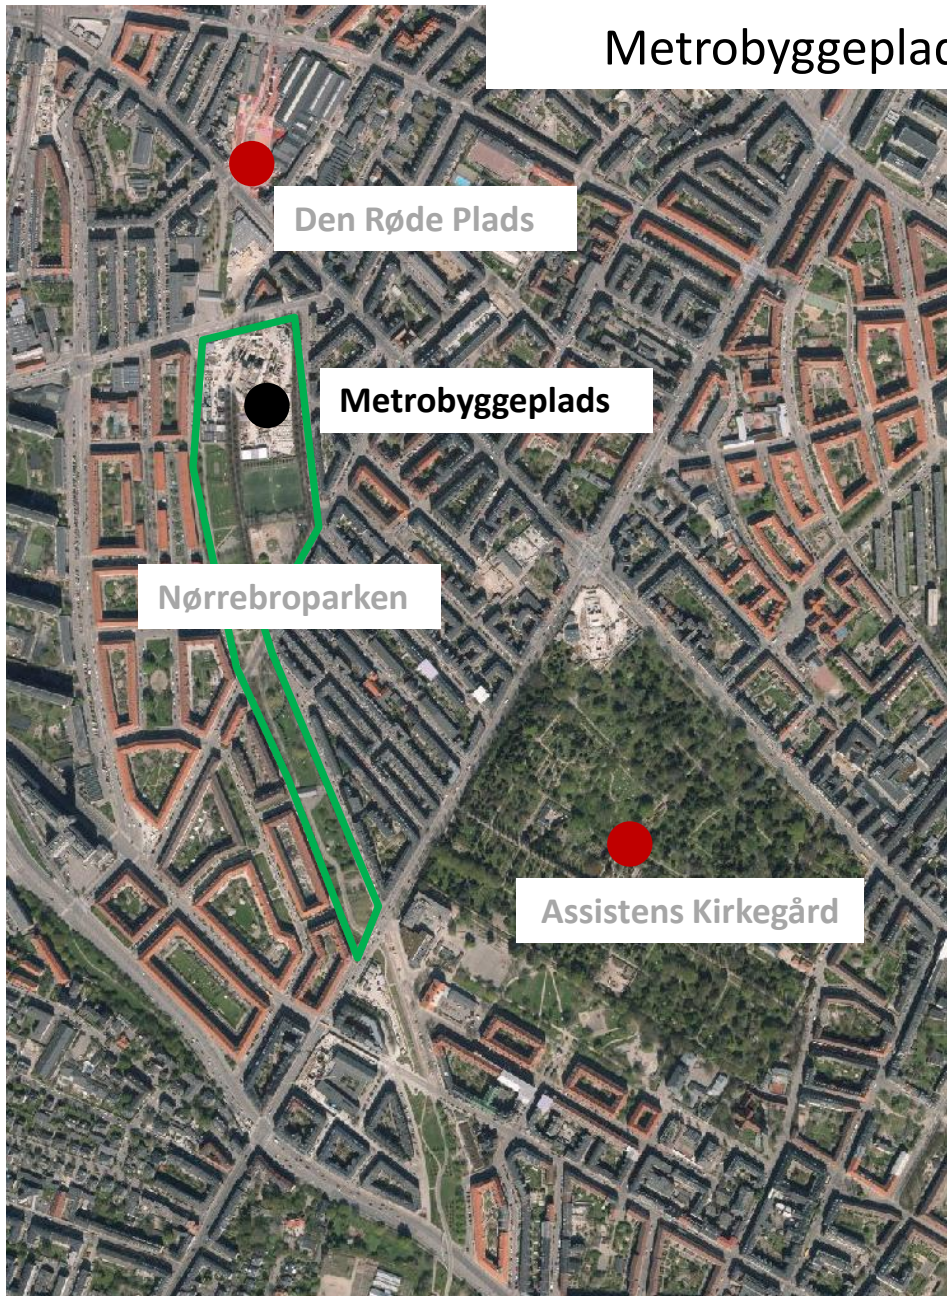 Metrobyggeplad
Den Røde Plads
Metrobyggeplads
Nørrebroparken
Assistens Kirkegård